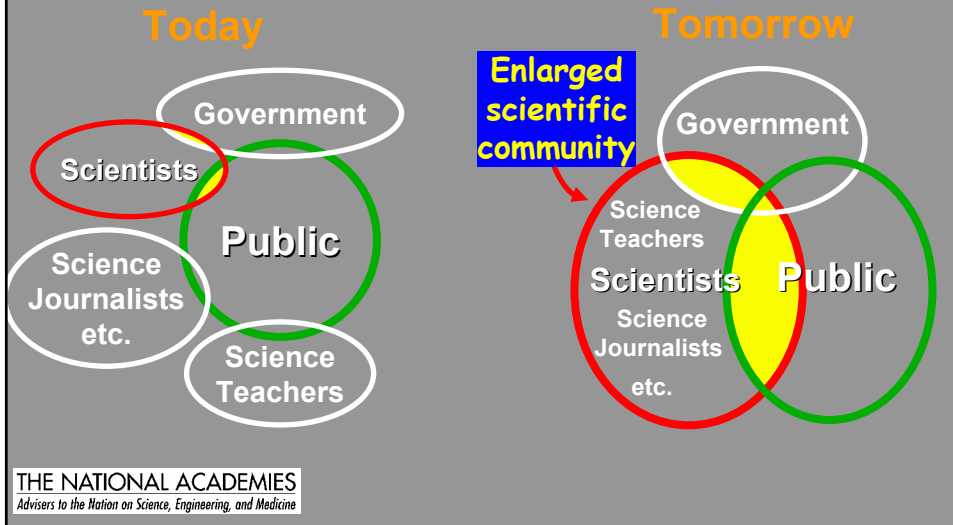 Today
Government
Scientists
Public
Science
Journalists
etc.
Science
Teachers
Tomorrow
Enlarged
scientific
community
Government
Science
Teachers
Scientists
Public
Science
Journalists
etc.
THE NATIONAL ACADEMIES
Advisers to the Nation on Science, Engineering, and Medicine